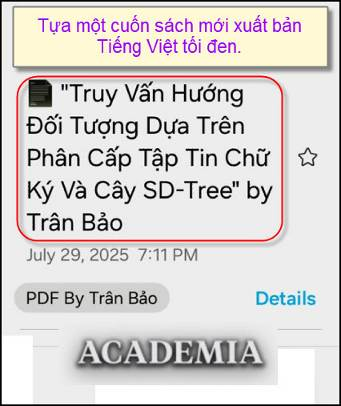 Tựa một cuốn sách mới xuất bản
Tiếng Việt tối đen.
"Truy Vấn Hướng
Đối Tượng Dựa Trên
Phân Cấp Tập Tin Chữ
Ký Và Cây SD-Tree" by
Trân Bảo
July 29, 2025 7:11 PM
PDF By Trân Bảo
Details
ACADEMIA